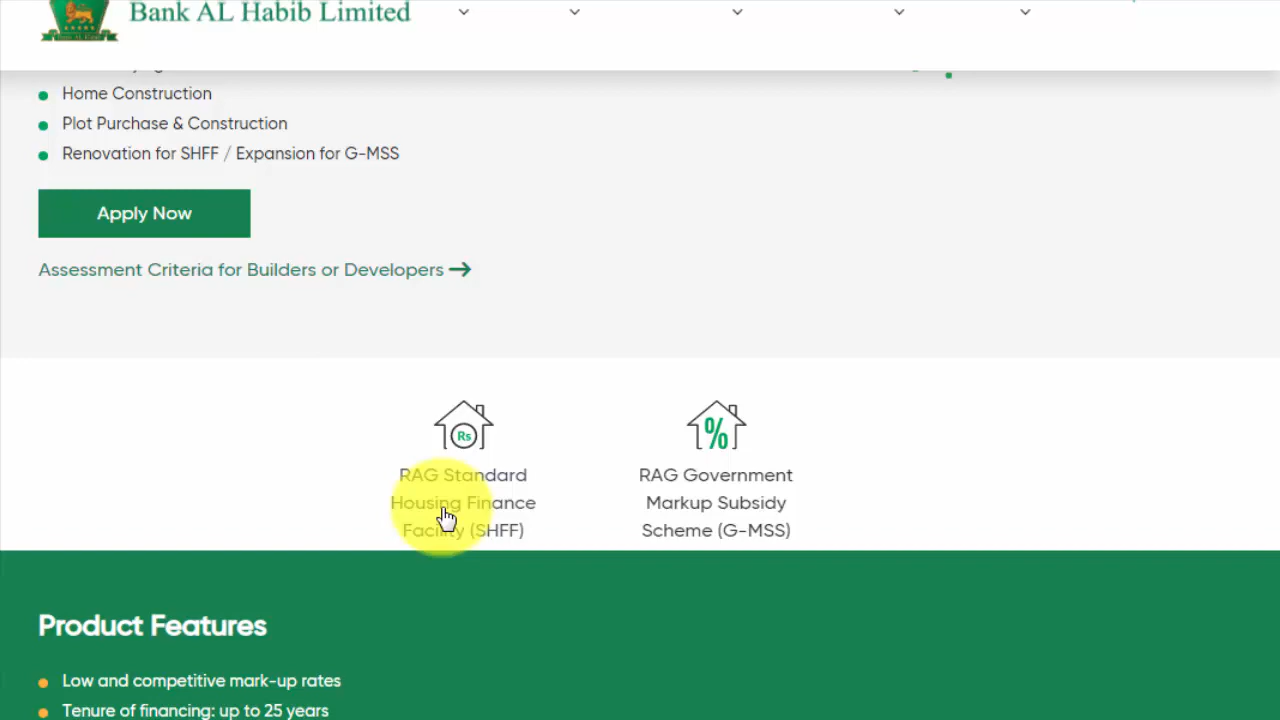 Bank AL Habib Limited
Home Construction
Plot Purchase & Construction
Renovation for SHFF / Expansion for G-MSS
Apply Now
Assessment Criteria for Builders or Developers
Rs
%
RAG Standard
Housing Finance
Facility (SHFF)
RAG Government
Markup Subsidy
Scheme (G-MSS)
Product Features
Low and competitive mark-up rates
Tenure of financing: up to 25 years